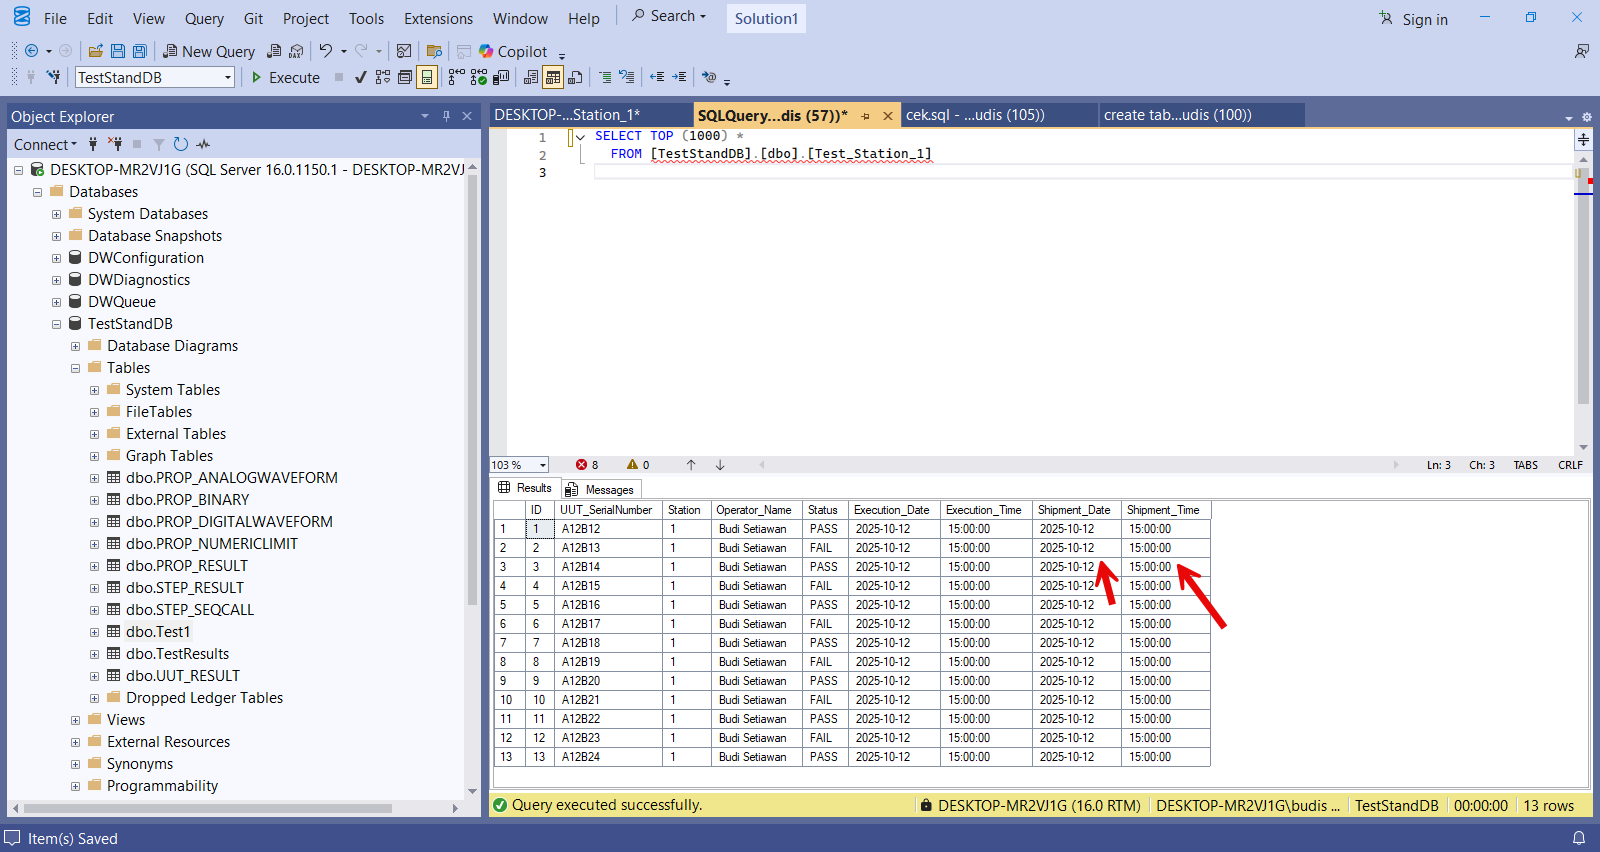 File Edit View Query Git Project Tools Extensions Window Help Search Solution1 Sign in
New Query DAX Copilot
TestStandDB Execute
Object Explorer
Connect
DESKTOP-MR2VJ1G (SQL Server 16.0.1150.1 - DESKTOP-MR2VJ
Databases
System Databases
Database Snapshots
DWConfiguration
DWDiagnostics
DWQueue
TestStandDB
Database Diagrams
Tables
System Tables
FileTables
External Tables
Graph Tables
dbo.PROP_ANALOGWAVEFORM
dbo.PROP_BINARY
dbo.PROP_DIGITALWAVEFORM
dbo.PROP_NUMERICLIMIT
dbo.PROP_RESULT
dbo.STEP_RESULT
dbo.STEP_SEQCALL
dbo.Test1
dbo.TestResults
dbo.UUT_RESULT
Dropped Ledger Tables
Views
External Resources
Synonyms
Programmability
DESKTOP-...Station_1* SQLQuery...dis (57))* cek.sql - ...udis (105)) create tab...udis (100))
1 SELECT TOP (1000) *
2 FROM [TestStandDB].[dbo].[Test_Station_1]
3
103 % 8 0 Ln: 3 Ch: 3 TABS CRLF
Results Messages
ID UUT_SerialNumber Station Operator_Name Status Execution_Date Execution_Time Shipment_Date Shipment_Time
1 1 A12B12 1 Budi Setiawan PASS 2025-10-12 15:00:00 2025-10-12 15:00:00
2 2 A12B13 1 Budi Setiawan FAIL 2025-10-12 15:00:00 2025-10-12 15:00:00
3 3 A12B14 1 Budi Setiawan PASS 2025-10-12 15:00:00 2025-10-12 15:00:00
4 4 A12B15 1 Budi Setiawan FAIL 2025-10-12 15:00:00 2025-10-12 15:00:00
5 5 A12B16 1 Budi Setiawan PASS 2025-10-12 15:00:00 2025-10-12 15:00:00
6 6 A12B17 1 Budi Setiawan FAIL 2025-10-12 15:00:00 2025-10-12 15:00:00
7 7 A12B18 1 Budi Setiawan PASS 2025-10-12 15:00:00 2025-10-12 15:00:00
8 8 A12B19 1 Budi Setiawan FAIL 2025-10-12 15:00:00 2025-10-12 15:00:00
9 9 A12B20 1 Budi Setiawan PASS 2025-10-12 15:00:00 2025-10-12 15:00:00
10 10 A12B21 1 Budi Setiawan FAIL 2025-10-12 15:00:00 2025-10-12 15:00:00
11 11 A12B22 1 Budi Setiawan PASS 2025-10-12 15:00:00 2025-10-12 15:00:00
12 12 A12B23 1 Budi Setiawan FAIL 2025-10-12 15:00:00 2025-10-12 15:00:00
13 13 A12B24 1 Budi Setiawan PASS 2025-10-12 15:00:00 2025-10-12 15:00:00
Query executed successfully. DESKTOP-MR2VJ1G (16.0 RTM) DESKTOP-MR2VJ1G\budis ... TestStandDB 00:00:00 13 rows
Item(s) Saved